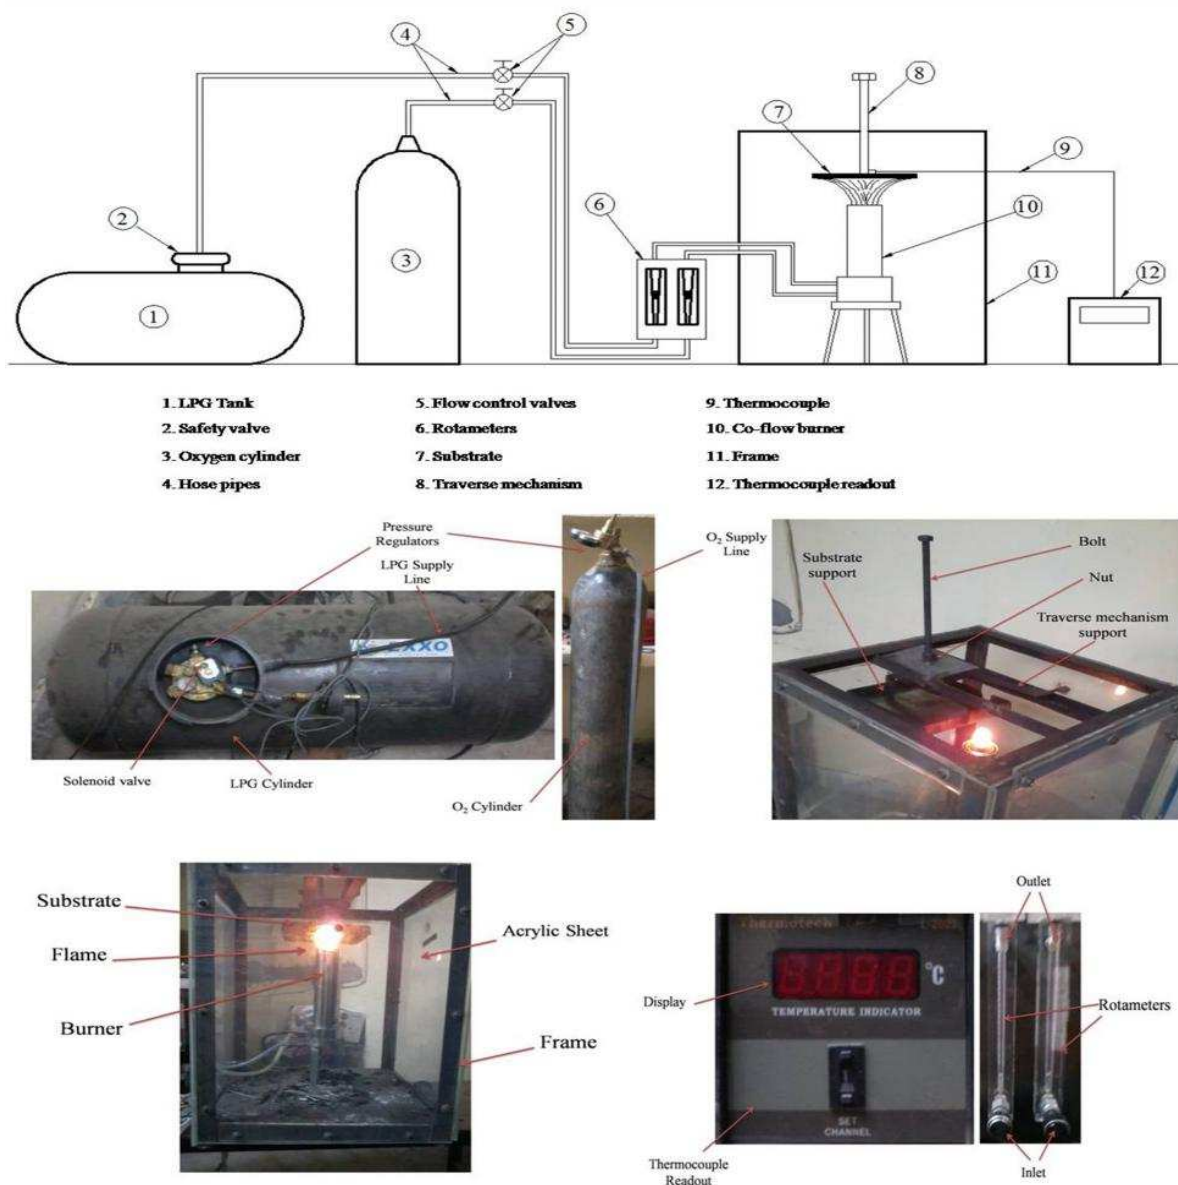 4
5
8
7
9
2
6
10
3
11
12
1
1. LPG Tank
5. Flow control valves
9. Thermocouple
2. Safety valve
6. Rotameters
10. Co-flow burner
3. Oxygen cylinder
7. Substrate
11. Frame
4. Hose pipes
8. Traverse mechanism
12. Thermocouple readout
Pressure
Regulators
LPG Supply
Line
O₂ Supply
Line
Solenoid valve
LPG Cylinder
O₂ Cylinder
Substrate
support
Bolt
Nut
Traverse mechanism
support
Substrate
Flame
Burner
Acrylic Sheet
Frame
Thermotech
8888 °C
TEMPERATURE INDICATOR
SET
CHANNEL
Display
Thermocouple
Readout
Outlet
Rotameters
Inlet